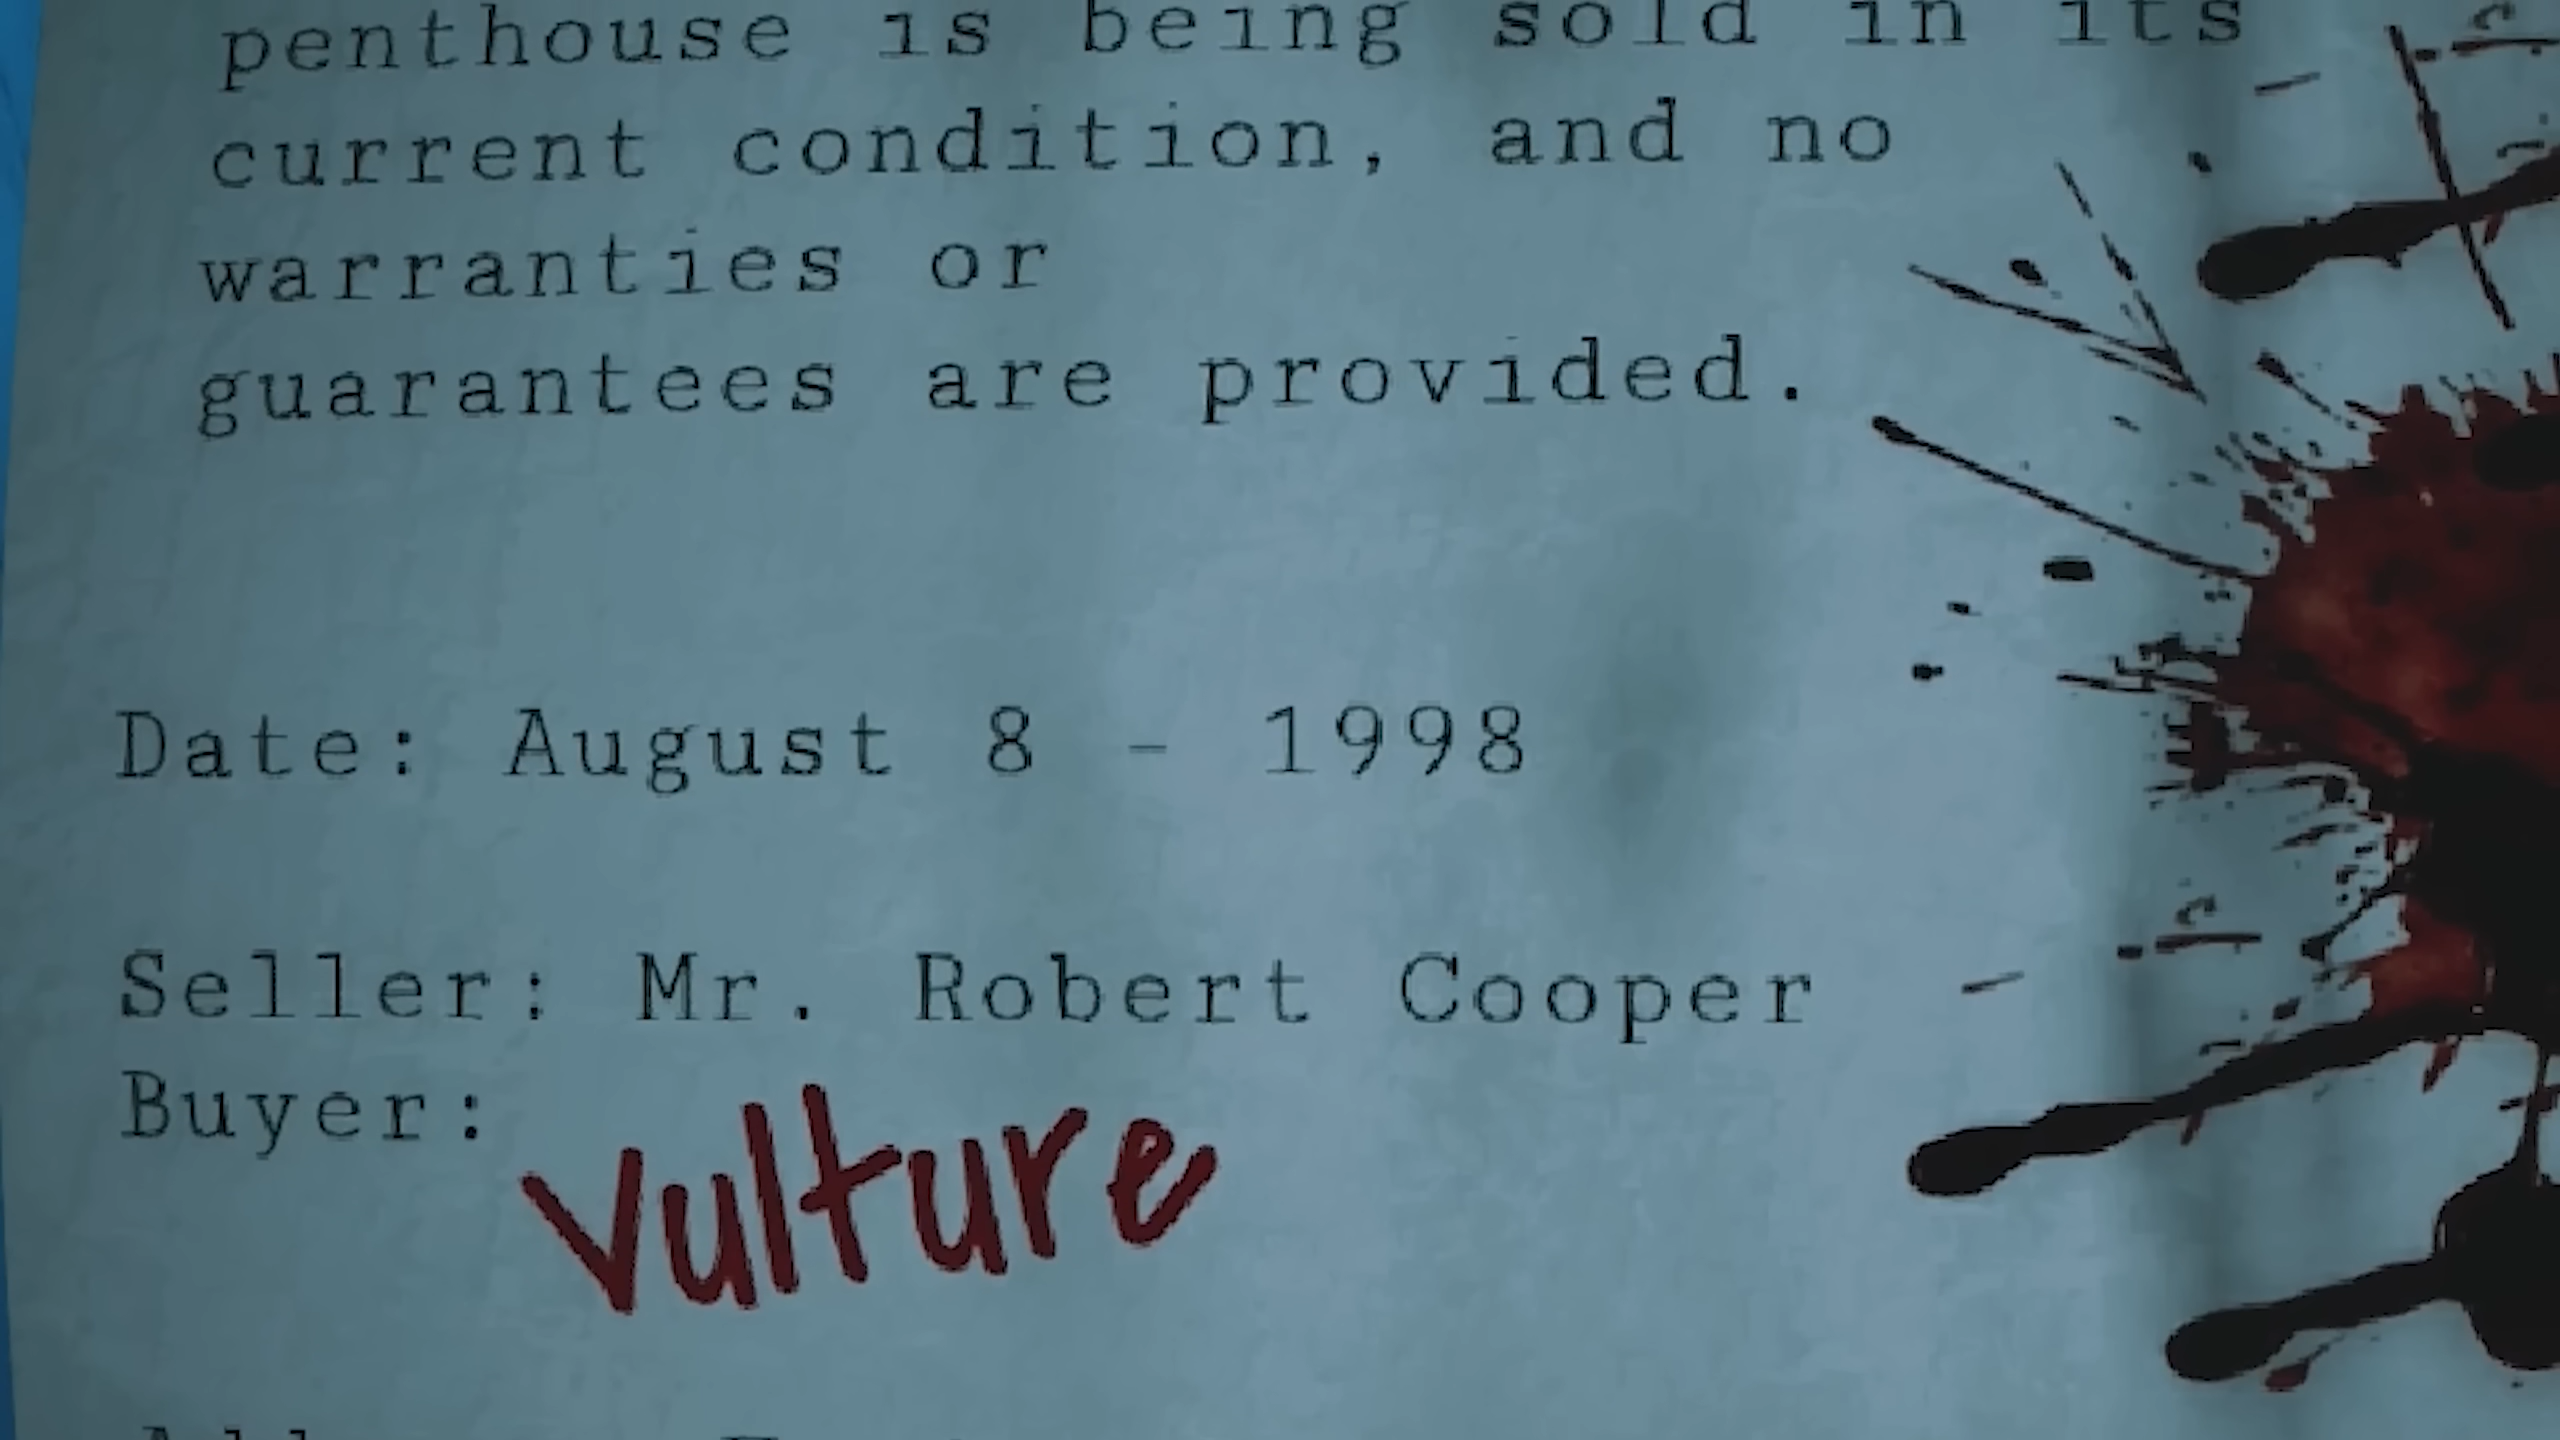 penthouse is being sold in its
current condition, and no
warranties or
guarantees are provided.
Date: August 8 - 1998
Seller: Mr. Robert Cooper
Buyer:
Vulture